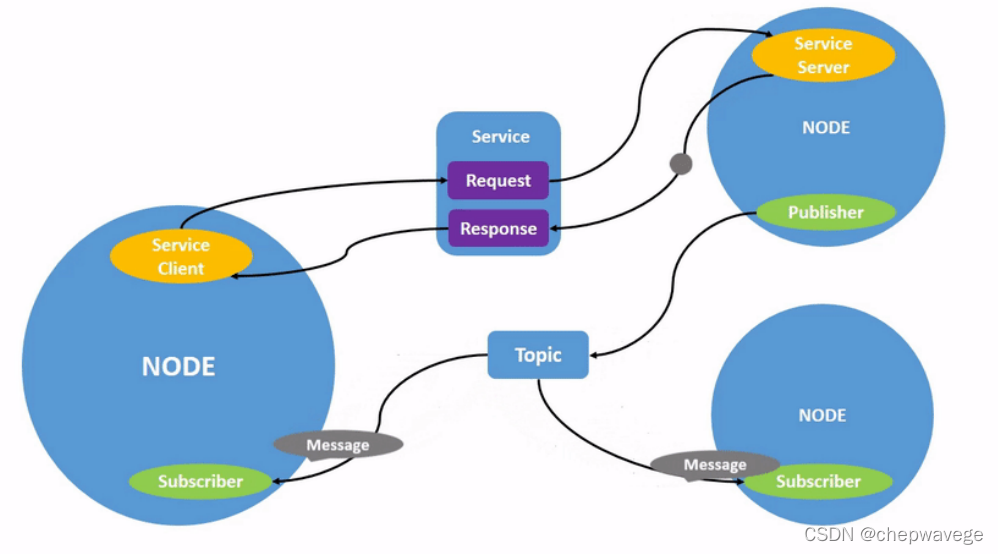 Service
Server
NODE
Publisher
Service
Request
Response
Service
Client
NODE
Subscriber
Topic
Message
Message
NODE
Subscriber
CSDN @chepwavege